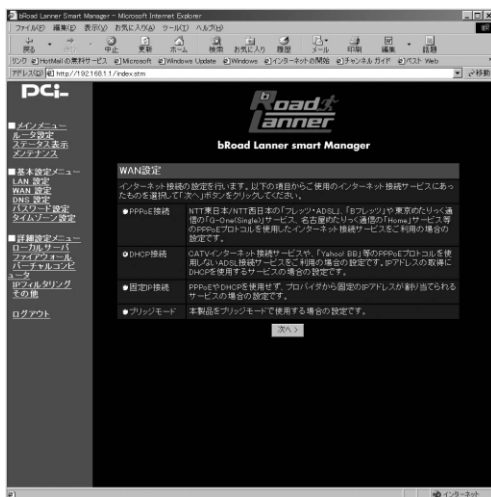 bRoad Lanner Smart Manager - Microsoft Internet Explorer
ファイル(F) 編集(E) 表示(V) お気に入り(A) ツール(T) ヘルプ(H)
戻る 中止 更新 ホーム 検索 お気に入り 履歴 メール 印刷 編集 話題
リンク HotMail の無料サービス Microsoft Windows Update Windows インターネットの開始 チャネル ガイド ベスト Web
アドレス(D) http://192.168.1.1/index.stm 移動
PCi
bRoad
Lanner
bRoad Lanner smart Manager
■メインメニュー
ルータ設定
ステータス表示
メンテナンス
■基本設定メニュー
LAN 設定
WAN 設定
DNS 設定
パスワード設定
タイムゾーン設定
■詳細設定メニュー
ローカルサーバ
ファイアウォール
バーチャルコンピ
ュータ
IPフィルタリング
その他
ログアウト
WAN設定
インターネット接続の設定を行います。以下の項目からご使用のインターネット接続サービスにあっ
たものを選択して「次へ」ボタンをクリックしてください。
PPPoE接続
NTT東日本/NTT西日本の「フレッツ・ADSL」、「Bフレッツ」や東京めたりっく通
信の「G-One(Single)」サービス、名古屋めたりっく通信の「Home」サービス等
のPPPoEプロトコルを使用したインターネット接続サービスをご利用の場合の
設定です。
DHCP接続
CATVインターネット接続サービスや、「Yahoo! BB」等のPPPoEプロトコルを使
用しないADSL接続サービスをご利用の場合の設定です。IPアドレスの取得に
DHCPを使用するサービスの場合の設定です。
固定IP接続
PPPoEやDHCPを使用せず、プロバイダから固定のIPアドレスが割り当てられる
サービスの場合の設定です。
ブリッジモード
本製品をブリッジモードで使用する場合の設定です。
次へ >
インターネット